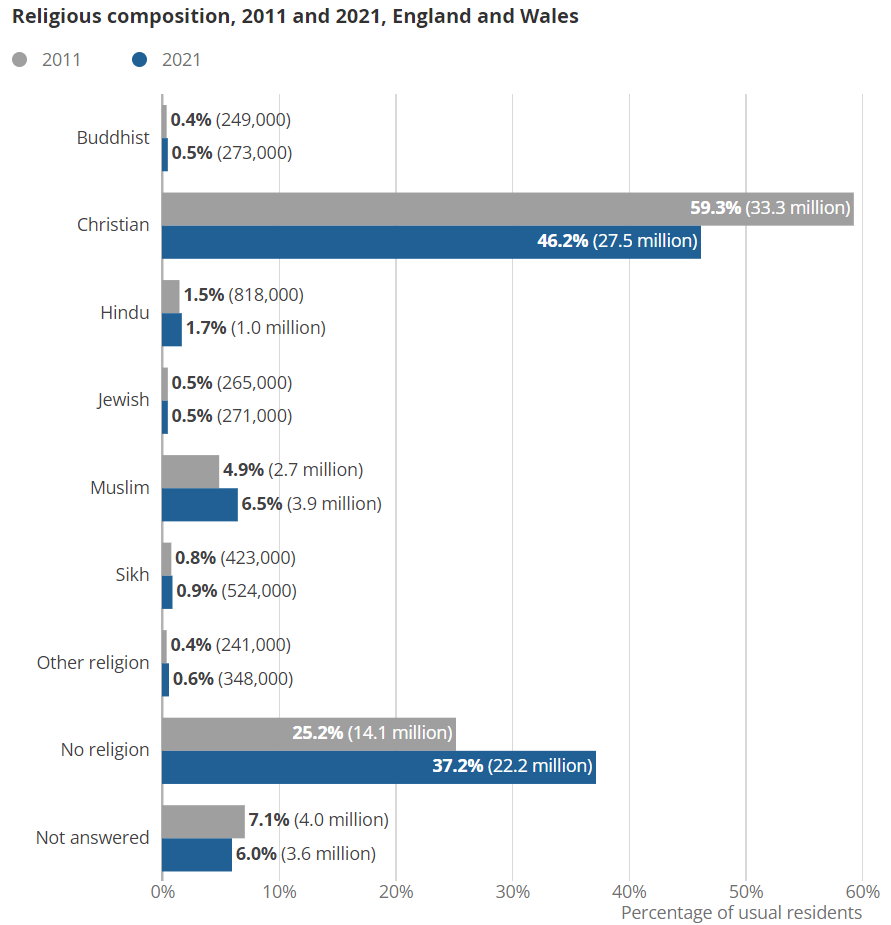 Religious composition, 2011 and 2021, England and Wales
2011 2021
Buddhist
0.4% (249,000)
0.5% (273,000)
Christian
59.3% (33.3 million)
46.2% (27.5 million)
Hindu
1.5% (818,000)
1.7% (1.0 million)
Jewish
0.5% (265,000)
0.5% (271,000)
Muslim
4.9% (2.7 million)
6.5% (3.9 million)
Sikh
0.8% (423,000)
0.9% (524,000)
Other religion
0.4% (241,000)
0.6% (348,000)
No religion
25.2% (14.1 million)
37.2% (22.2 million)
Not answered
7.1% (4.0 million)
6.0% (3.6 million)
0% 10% 20% 30% 40% 50% 60%
Percentage of usual residents